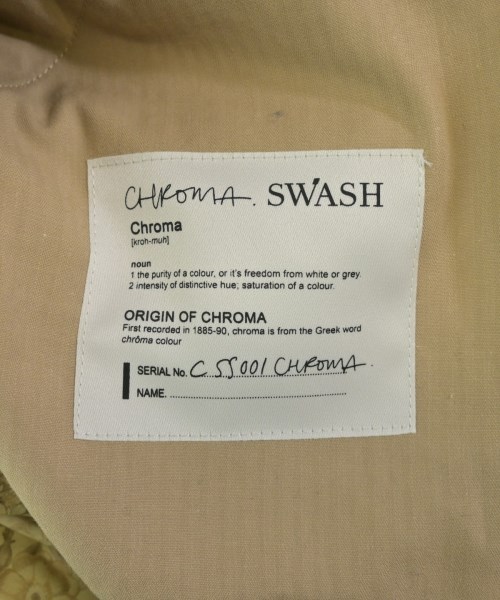 CHROMA. SWASH
Chroma
[kroh-muh]
noun
1 the purity of a colour, or it's freedom from white or grey.
2 intensity of distinctive hue; saturation of a colour.
ORIGIN OF CHROMA
First recorded in 1885-90, chroma is from the Greek word
chrôma colour
SERIAL No. CSS001 CHROMA.
NAME.